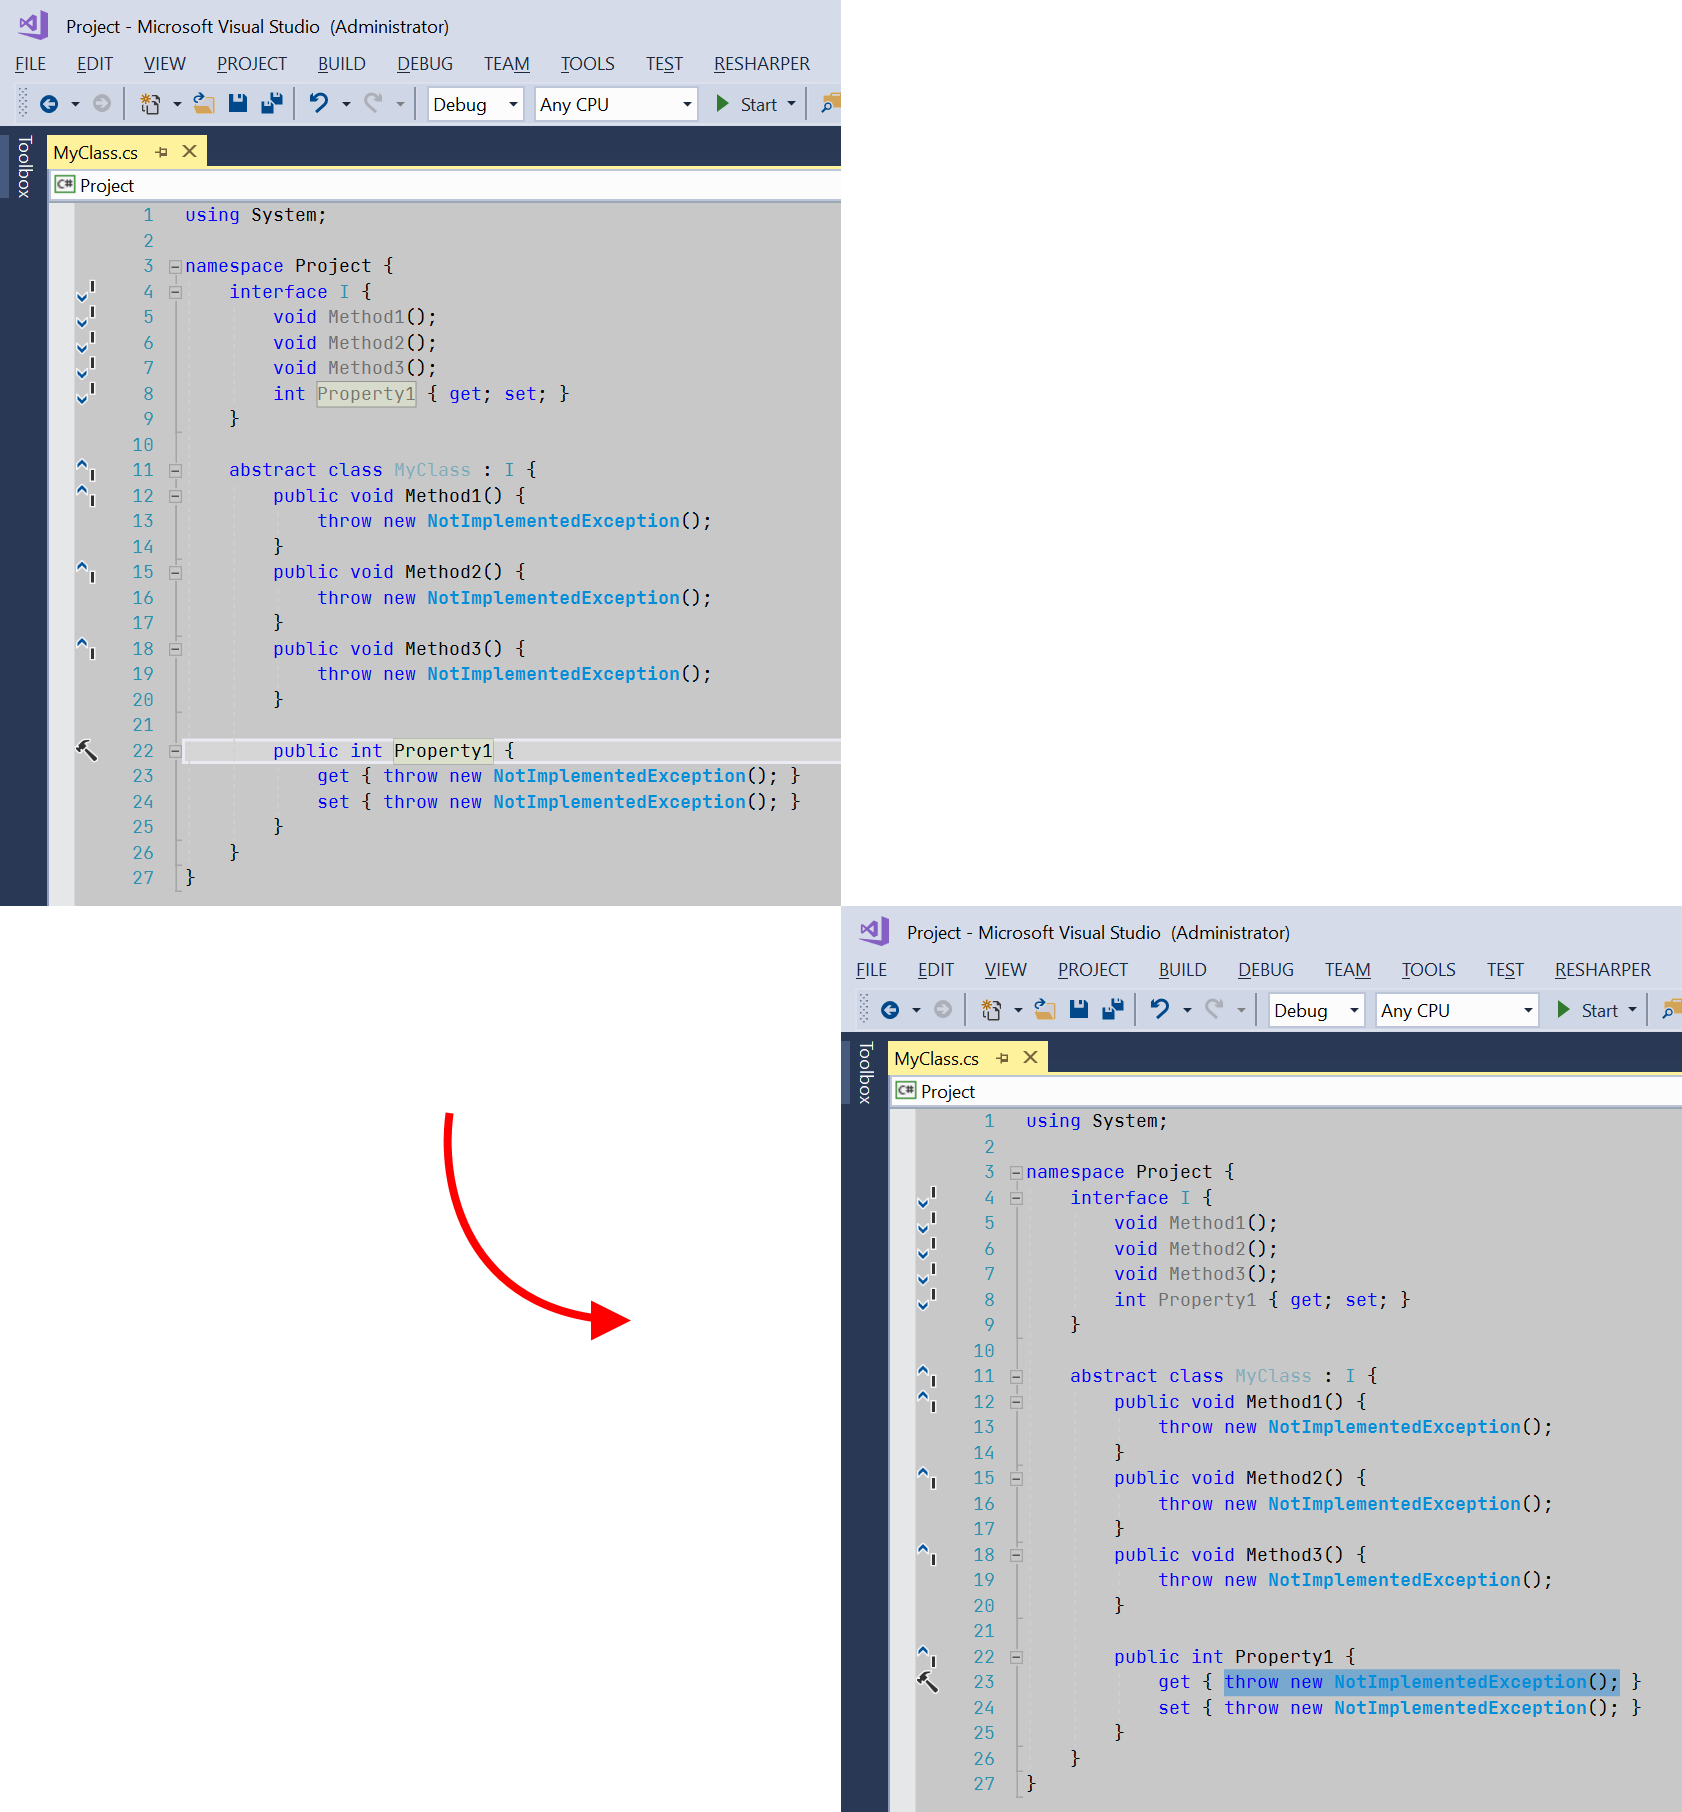 Project - Microsoft Visual Studio  (Administrator)
FILE EDIT VIEW PROJECT BUILD DEBUG TEAM TOOLS TEST RESHARPER
Debug Any CPU Start
Toolbox
MyClass.cs
C# Project
1 using System;
2
3 namespace Project {
4     interface I {
5         void Method1();
6         void Method2();
7         void Method3();
8         int Property1 { get; set; }
9     }
10
11     abstract class MyClass : I {
12         public void Method1() {
13             throw new NotImplementedException();
14         }
15         public void Method2() {
16             throw new NotImplementedException();
17         }
18         public void Method3() {
19             throw new NotImplementedException();
20         }
21
22         public int Property1 {
23             get { throw new NotImplementedException(); }
24             set { throw new NotImplementedException(); }
25         }
26     }
27 }
Project - Microsoft Visual Studio  (Administrator)
FILE EDIT VIEW PROJECT BUILD DEBUG TEAM TOOLS TEST RESHARPER
Debug Any CPU Start
Toolbox
MyClass.cs
C# Project
1 using System;
2
3 namespace Project {
4     interface I {
5         void Method1();
6         void Method2();
7         void Method3();
8         int Property1 { get; set; }
9     }
10
11     abstract class MyClass : I {
12         public void Method1() {
13             throw new NotImplementedException();
14         }
15         public void Method2() {
16             throw new NotImplementedException();
17         }
18         public void Method3() {
19             throw new NotImplementedException();
20         }
21
22         public int Property1 {
23             get { throw new NotImplementedException(); }
24             set { throw new NotImplementedException(); }
25         }
26     }
27 }